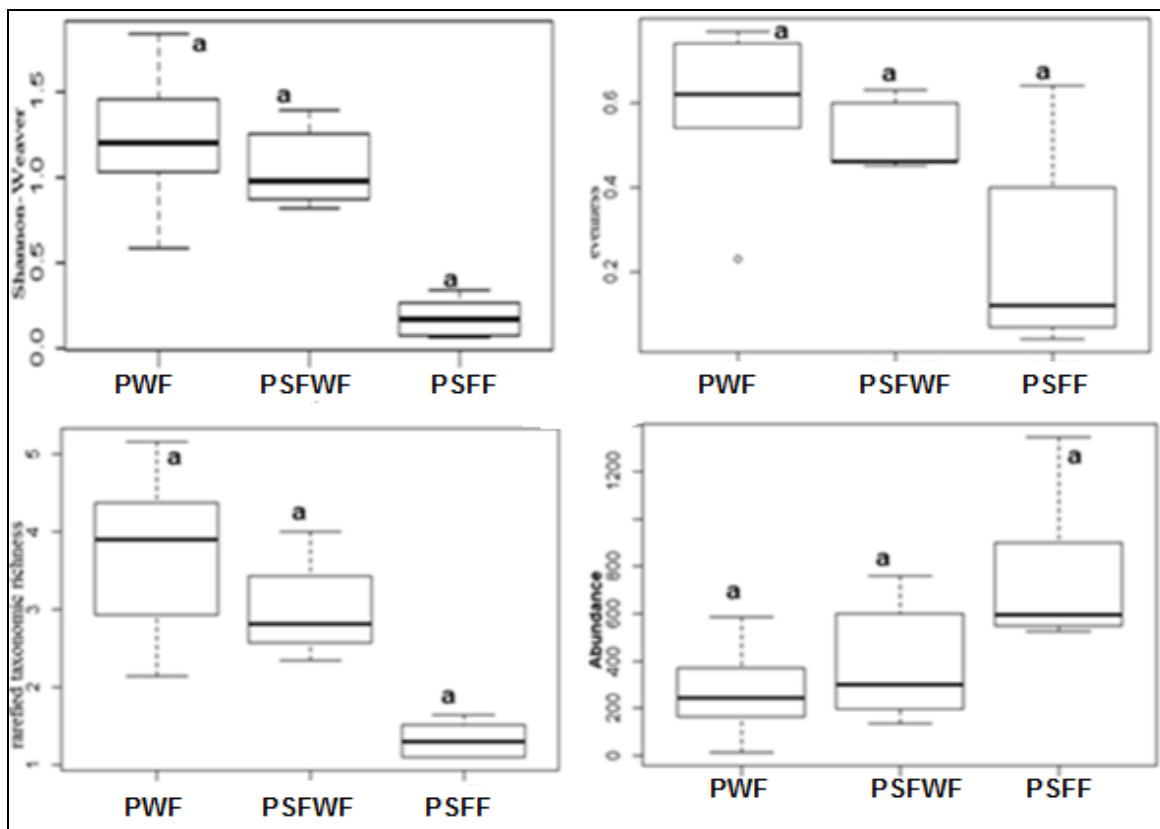 Shannon-Weaver
1.5
1.0
0.5
0.0
a
a
a
PWF
PSFWF
PSFF
evenness
0.6
0.4
0.2
a
a
a
PWF
PSFWF
PSFF
rarefied taxonomic richness
5
4
3
2
1
a
a
a
PWF
PSFWF
PSFF
Abundance
1200
800
600
400
200
0
a
a
a
PWF
PSFWF
PSFF